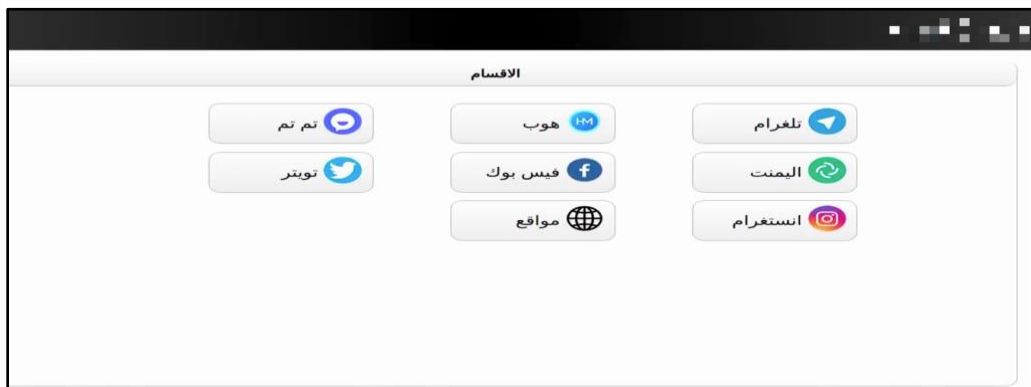 الاقسام
تلغرام
هوب
تم تم
اليمنت
فيس بوك
تويتر
انستغرام
مواقع